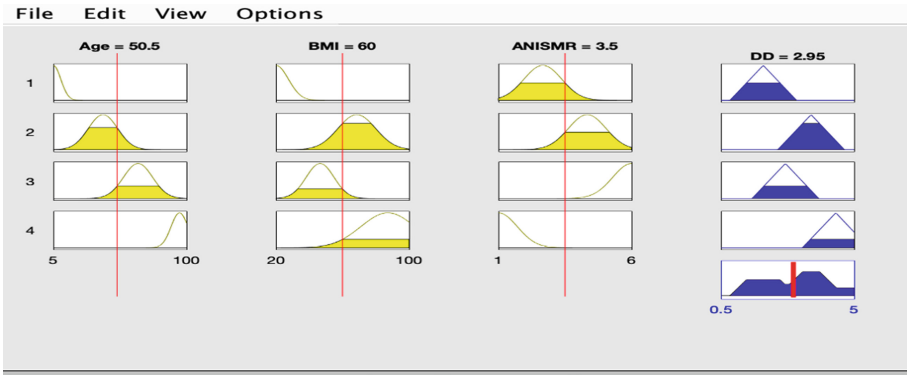 File Edit View Options
Age = 50.5 BMI = 60 ANISMR = 3.5 DD = 2.95
1
2
3
4
5 100 20 100 1 6
0.5 5